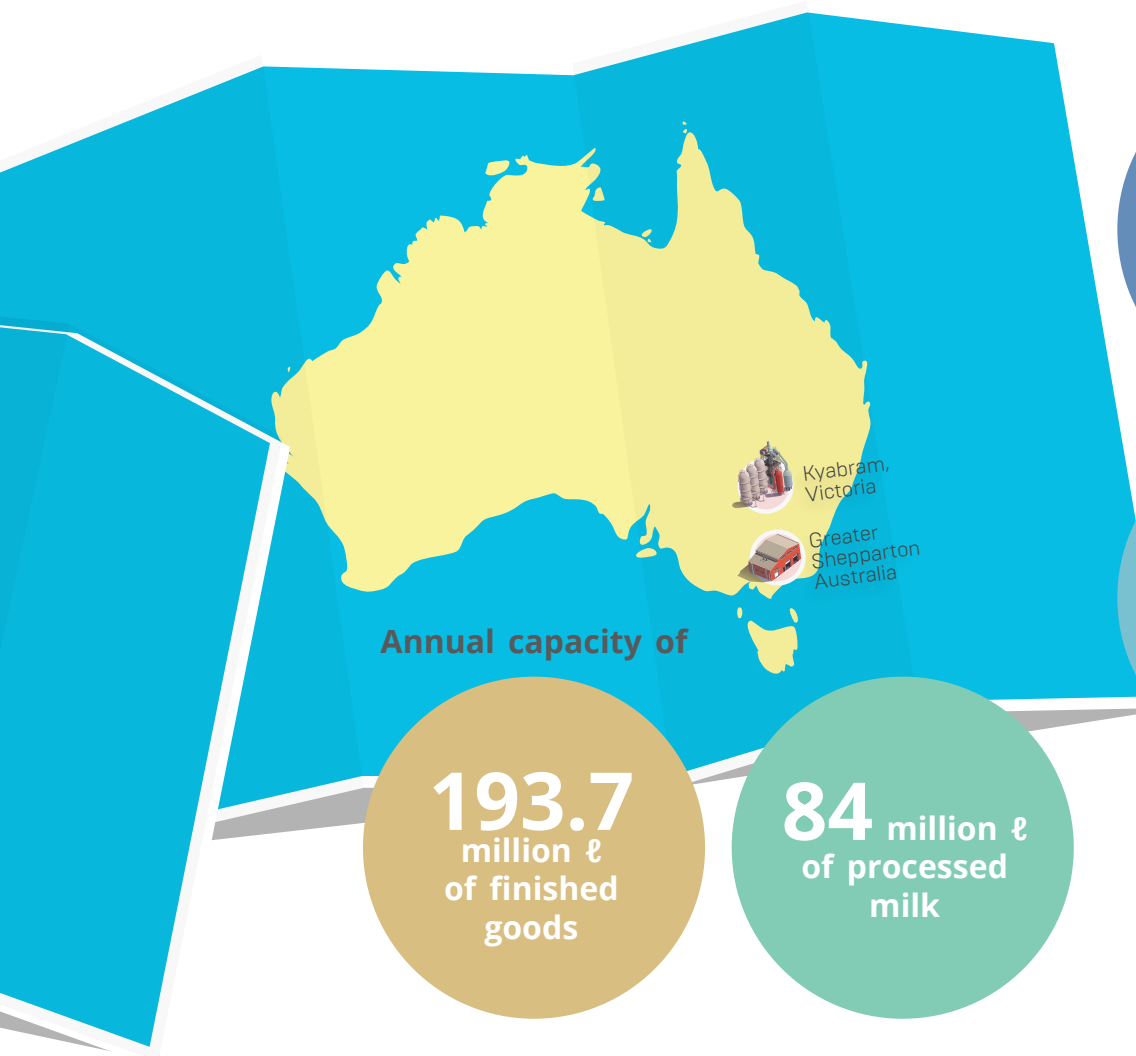 Kyabram,
Victoria
Greater
Shepparton
Australia
Annual capacity of
193.7
million ℓ
of finished
goods
84 million ℓ
of processed
milk